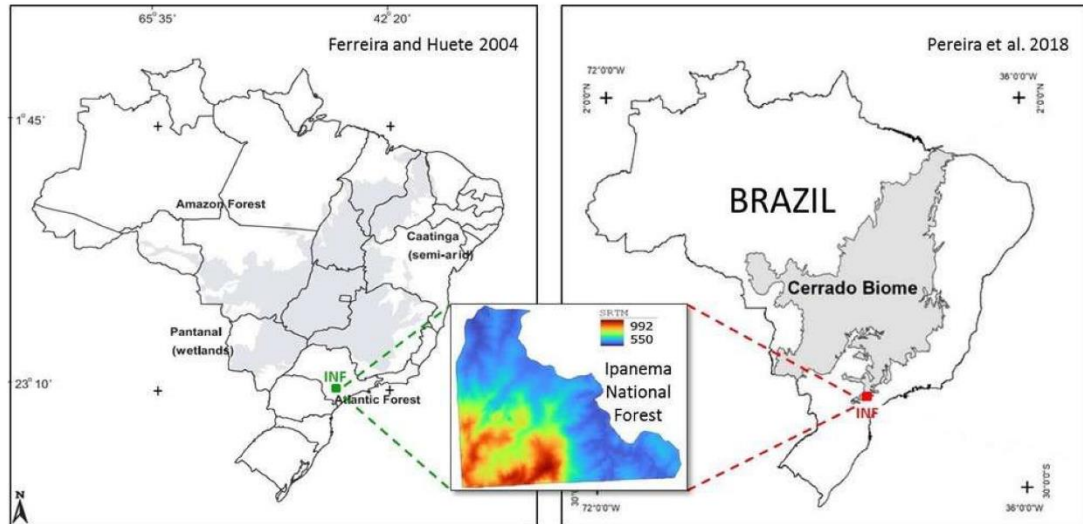 65° 35'
42° 20'
Ferreira and Huete 2004
1° 45'
Amazon Forest
Caatinga
(semi-arid)
Pantanal
(wetlands)
INF
23° 10'
Atlantic Forest
N
SRTM
992
550
Ipanema
National
Forest
Pereira et al. 2018
72°0'0"W
2°0'0"N
36°0'0"W
2°0'0"N
BRAZIL
Cerrado Biome
INF
72°0'0"W
30°0'0"S
36°0'0"W